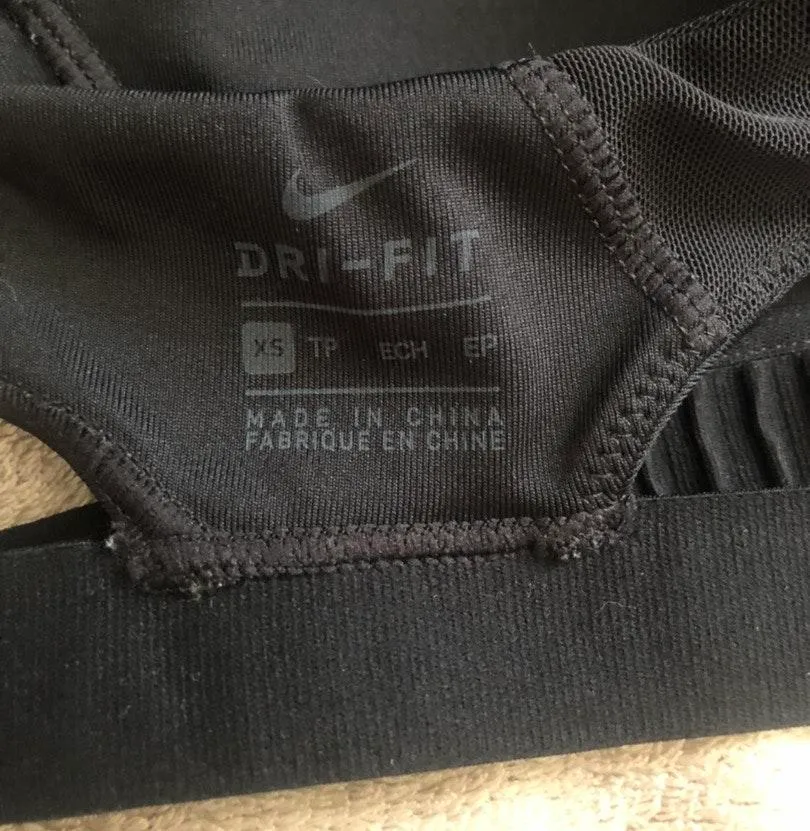 DRI-FIT
XS TP ECH EP
MADE IN CHINA
FABRIQUE EN CHINE